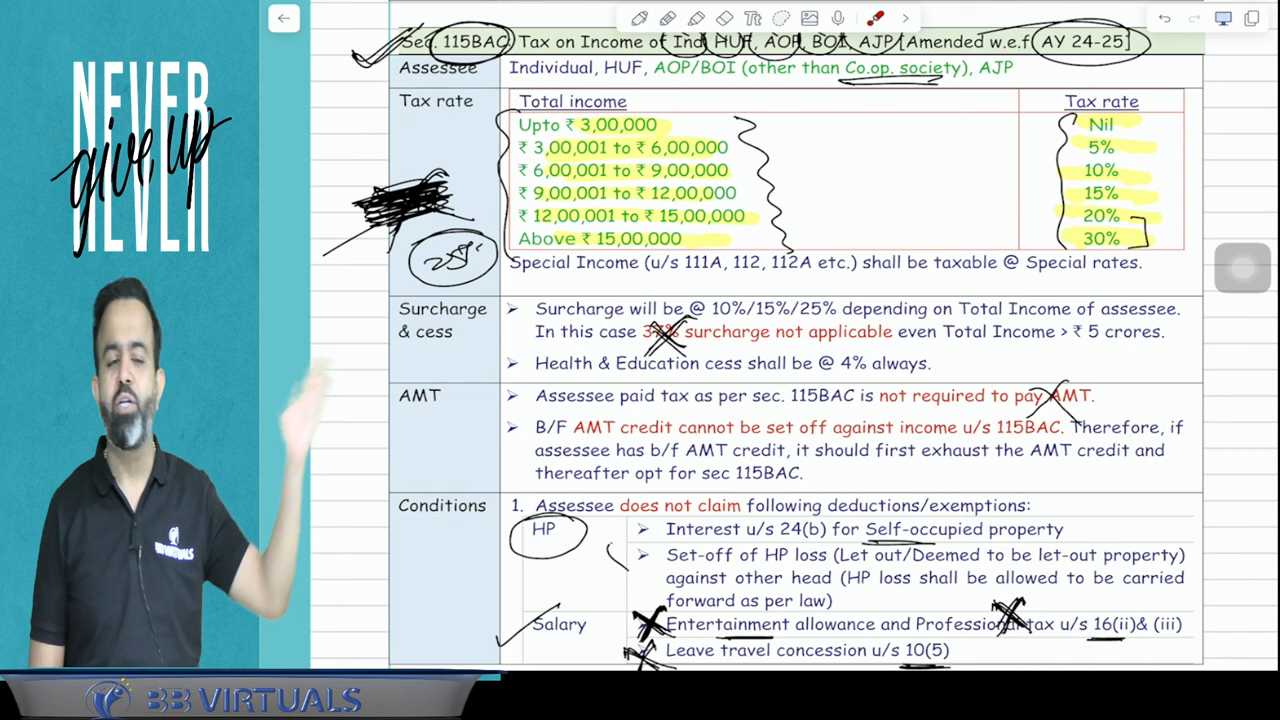 NEVER
give up
NEVER
BB VIRTUALS
BB VIRTUALS
Sec. 115BAC Tax on Income of Ind, HUF, AOP, BOI, AJP [Amended w.e.f AY 24-25]
Assessee Individual, HUF, AOP/BOI (other than Co.op. society), AJP
Tax rate Total income Tax rate
Upto ₹ 3,00,000 Nil
₹ 3,00,001 to ₹ 6,00,000 5%
₹ 6,00,001 to ₹ 9,00,000 10%
₹ 9,00,001 to ₹ 12,00,000 15%
₹ 12,00,001 to ₹ 15,00,000 20%
Above ₹ 15,00,000 30%
Special Income (u/s 111A, 112, 112A etc.) shall be taxable @ Special rates.
Surcharge & cess
➢ Surcharge will be @ 10%/15%/25% depending on Total Income of assessee.
In this case 37% surcharge not applicable even Total Income > ₹ 5 crores.
➢ Health & Education cess shall be @ 4% always.
AMT ➢ Assessee paid tax as per sec. 115BAC is not required to pay AMT.
➢ B/F AMT credit cannot be set off against income u/s 115BAC. Therefore, if
assessee has b/f AMT credit, it should first exhaust the AMT credit and
thereafter opt for sec 115BAC.
Conditions 1. Assessee does not claim following deductions/exemptions:
HP ➢ Interest u/s 24(b) for Self-occupied property
➢ Set-off of HP loss (Let out/Deemed to be let-out property)
against other head (HP loss shall be allowed to be carried
forward as per law)
Salary ➢ Entertainment allowance and Professional tax u/s 16(ii)& (iii)
➢ Leave travel concession u/s 10(5)